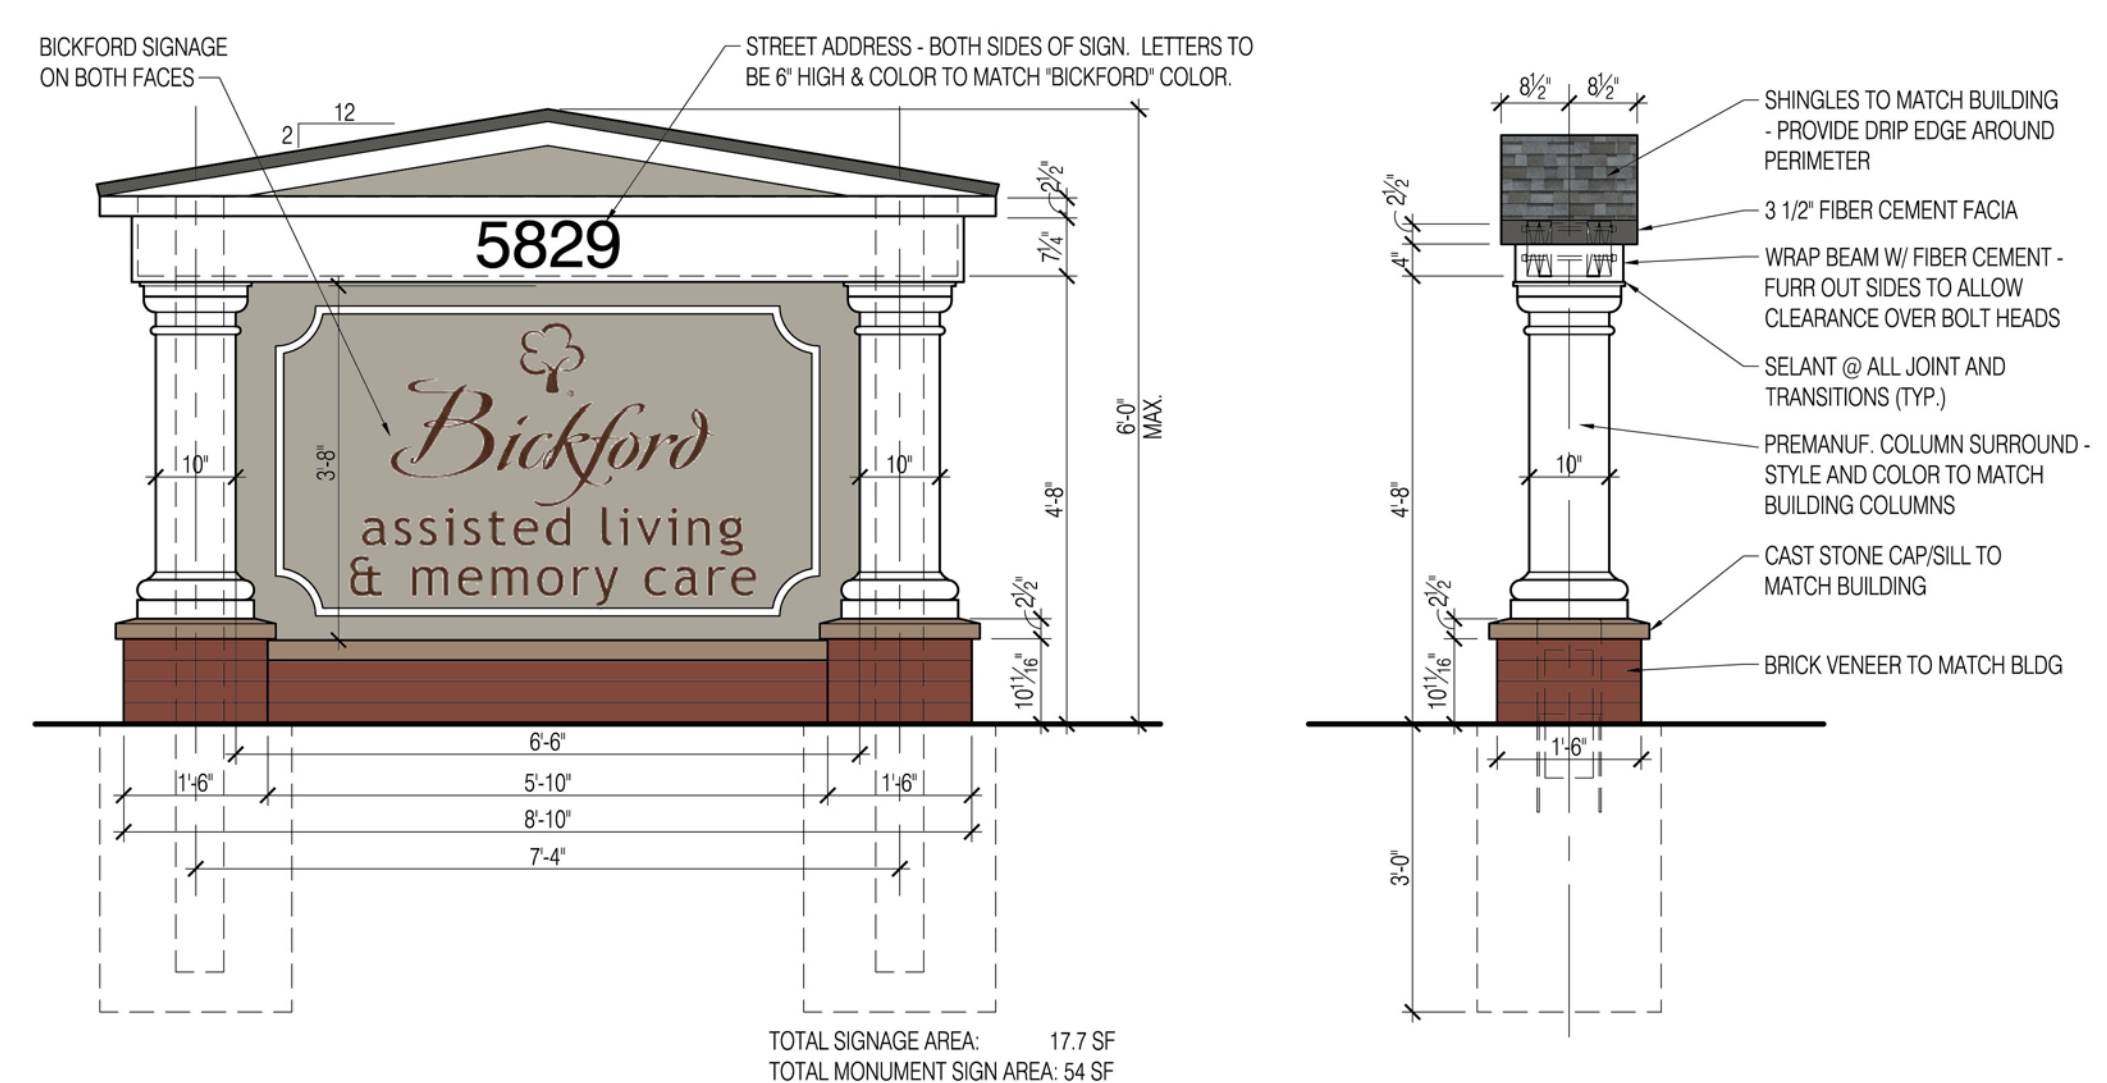 BICKFORD SIGNAGE
ON BOTH FACES
STREET ADDRESS - BOTH SIDES OF SIGN. LETTERS TO
BE 6" HIGH & COLOR TO MATCH "BICKFORD" COLOR.
12
2
5829
Bickford
assisted living
& memory care
®
10"
10"
3'-8"
2½"
7¼"
6'-0"
MAX.
4'-8"
2½"
10 11/16"
6'-6"
1'-6"
5'-10"
1'-6"
8'-10"
7'-4"
TOTAL SIGNAGE AREA: 17.7 SF
TOTAL MONUMENT SIGN AREA: 54 SF
8½"
8½"
2½"
4"
10"
4'-8"
2½"
10 11/16"
1'-6"
3'-0"
SHINGLES TO MATCH BUILDING
- PROVIDE DRIP EDGE AROUND
PERIMETER
3 1/2" FIBER CEMENT FACIA
WRAP BEAM W/ FIBER CEMENT -
FURR OUT SIDES TO ALLOW
CLEARANCE OVER BOLT HEADS
SELANT @ ALL JOINT AND
TRANSITIONS (TYP.)
PREMANUF. COLUMN SURROUND -
STYLE AND COLOR TO MATCH
BUILDING COLUMNS
CAST STONE CAP/SILL TO
MATCH BUILDING
BRICK VENEER TO MATCH BLDG